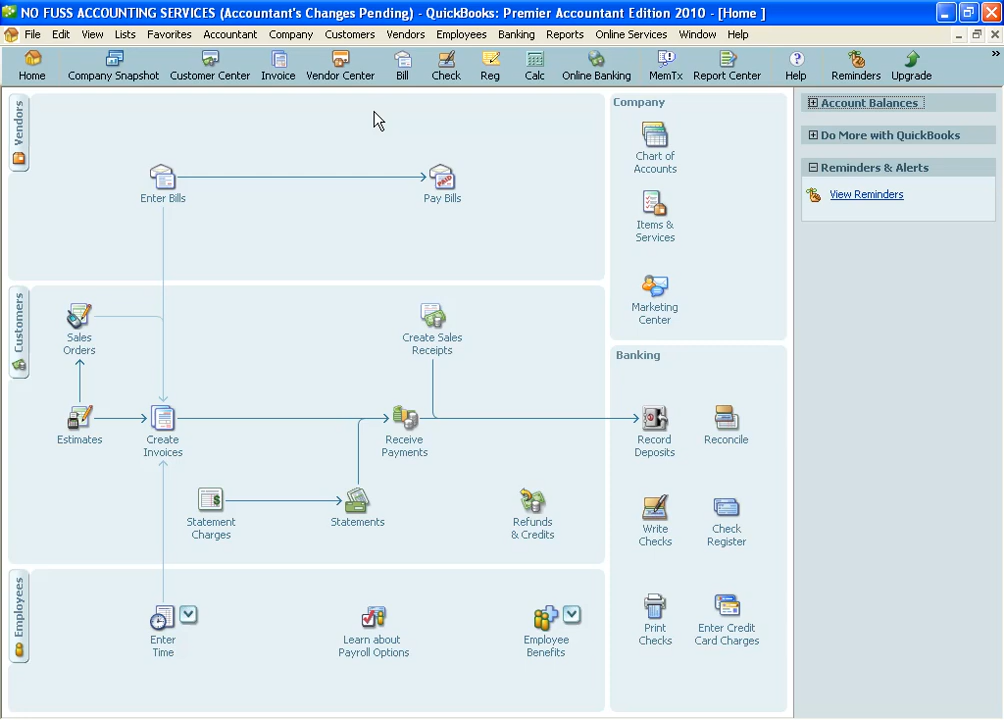 NO FUSS ACCOUNTING SERVICES (Accountant's Changes Pending) - QuickBooks: Premier Accountant Edition 2010 - [Home ]
File Edit View Lists Favorites Accountant Company Customers Vendors Employees Banking Reports Online Services Window Help
Home Company Snapshot Customer Center Invoice Vendor Center Bill Check Reg Calc Online Banking MemTx Report Center Help Reminders Upgrade
Vendors
Enter Bills
Pay Bills
Customers
Sales
Orders
Create Sales
Receipts
Estimates
Create
Invoices
Receive
Payments
Statement
Charges
Statements
Refunds
& Credits
Employees
Enter
Time
Learn about
Payroll Options
Employee
Benefits
Company
Chart of
Accounts
Items &
Services
Marketing
Center
Banking
Record
Deposits
Reconcile
Write
Checks
Check
Register
Print
Checks
Enter Credit
Card Charges
Account Balances
Do More with QuickBooks
Reminders & Alerts
View Reminders